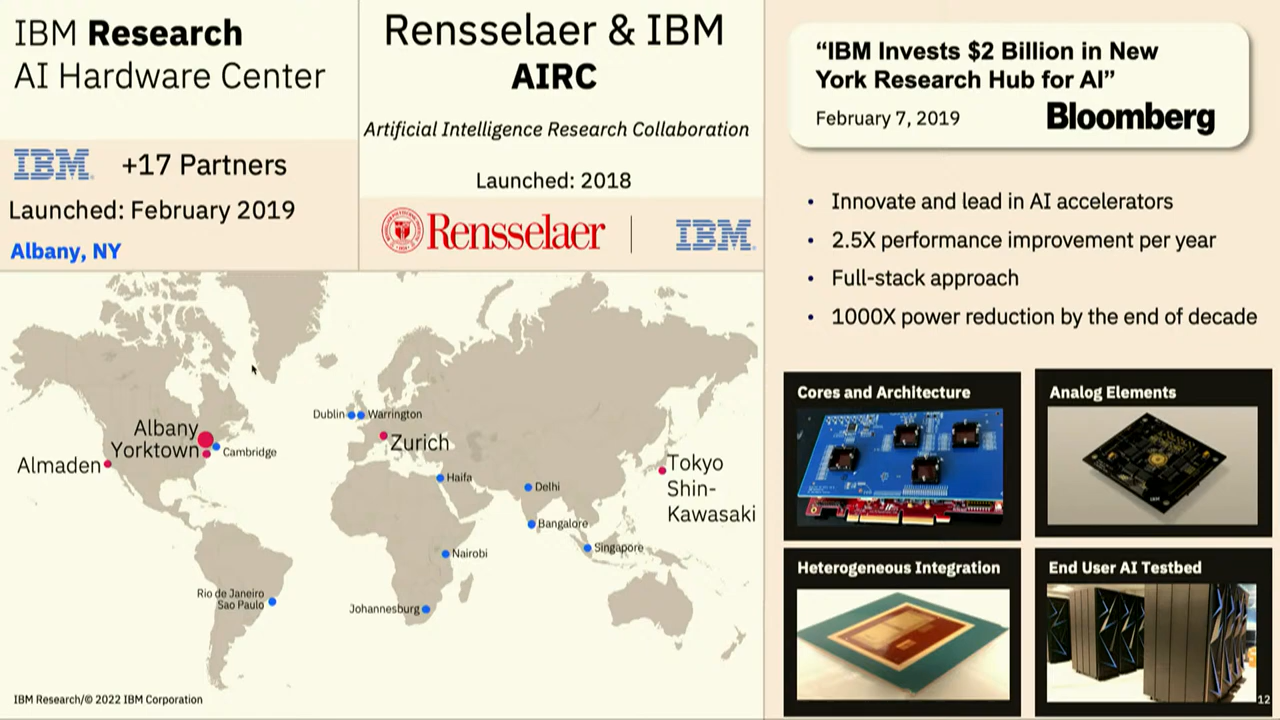 IBM Research
AI Hardware Center
IBM +17 Partners
Launched: February 2019
Albany, NY
Rensselaer & IBM
AIRC
Artificial Intelligence Research Collaboration
Launched: 2018
Rensselaer | IBM
“IBM Invests $2 Billion in New
York Research Hub for AI”
February 7, 2019 Bloomberg
• Innovate and lead in AI accelerators
• 2.5X performance improvement per year
• Full-stack approach
• 1000X power reduction by the end of decade
Dublin
Warrington
Albany
Yorktown
Cambridge
Almaden
Zurich
Haifa
Delhi
Tokyo
Shin-
Kawasaki
Bangalore
Singapore
Nairobi
Rio de Janeiro
Sao Paulo
Johannesburg
Cores and Architecture
Analog Elements
IBM
Heterogeneous Integration
End User AI Testbed
IBM Research/© 2022 IBM Corporation
12